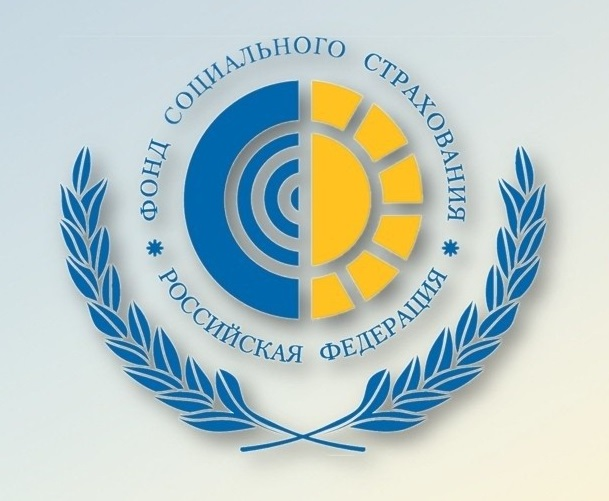 ФОНД СОЦИАЛЬНОГО СТРАХОВАНИЯ
* РОССИЙСКАЯ ФЕДЕРАЦИЯ *